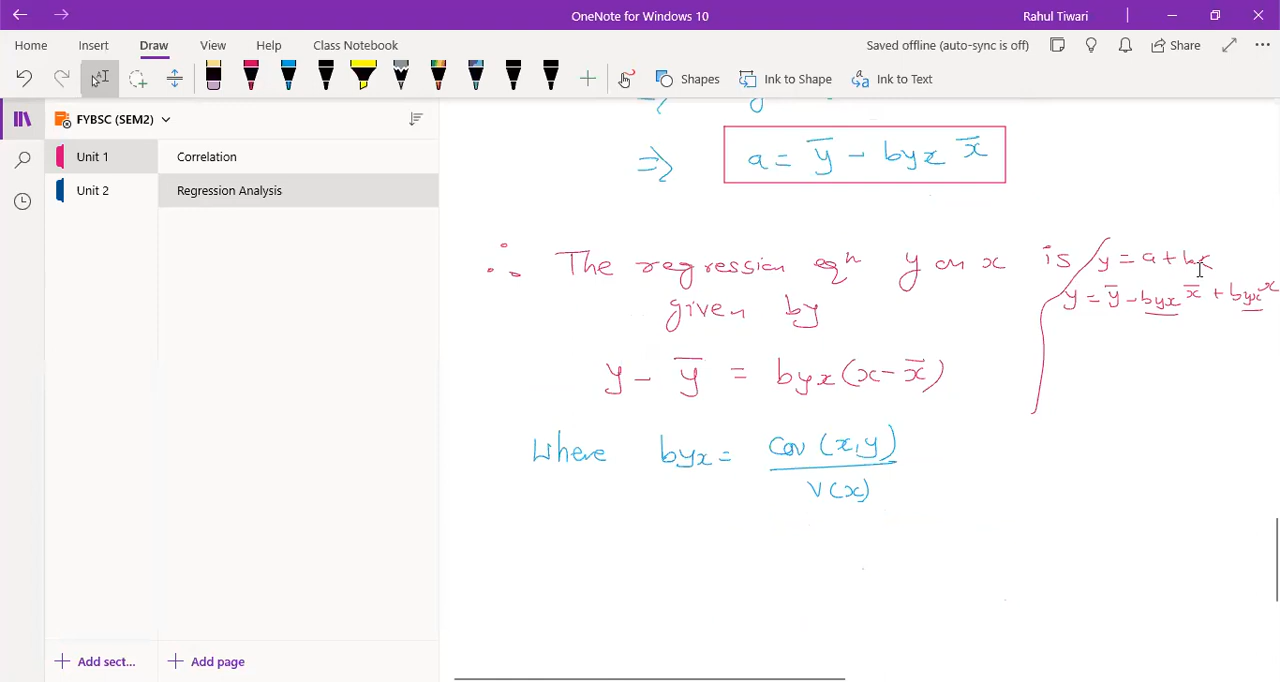 OneNote for Windows 10
Rahul Tiwari
Home Insert Draw View Help Class Notebook
Saved offline (auto-sync is off) Share
Shapes Ink to Shape Ink to Text
FYBSC (SEM2)
Unit 1
Unit 2
Correlation
Regression Analysis
⇒ a = y̅ - byx x̅
∴ The regression eqⁿ y on x is
given by
y = a + bx
y = y̅ - byx x̅ + byx x
y - y̅ = byx (x - x̅)
Where byx = cov (x,y)
V(x)
Add sect...
Add page